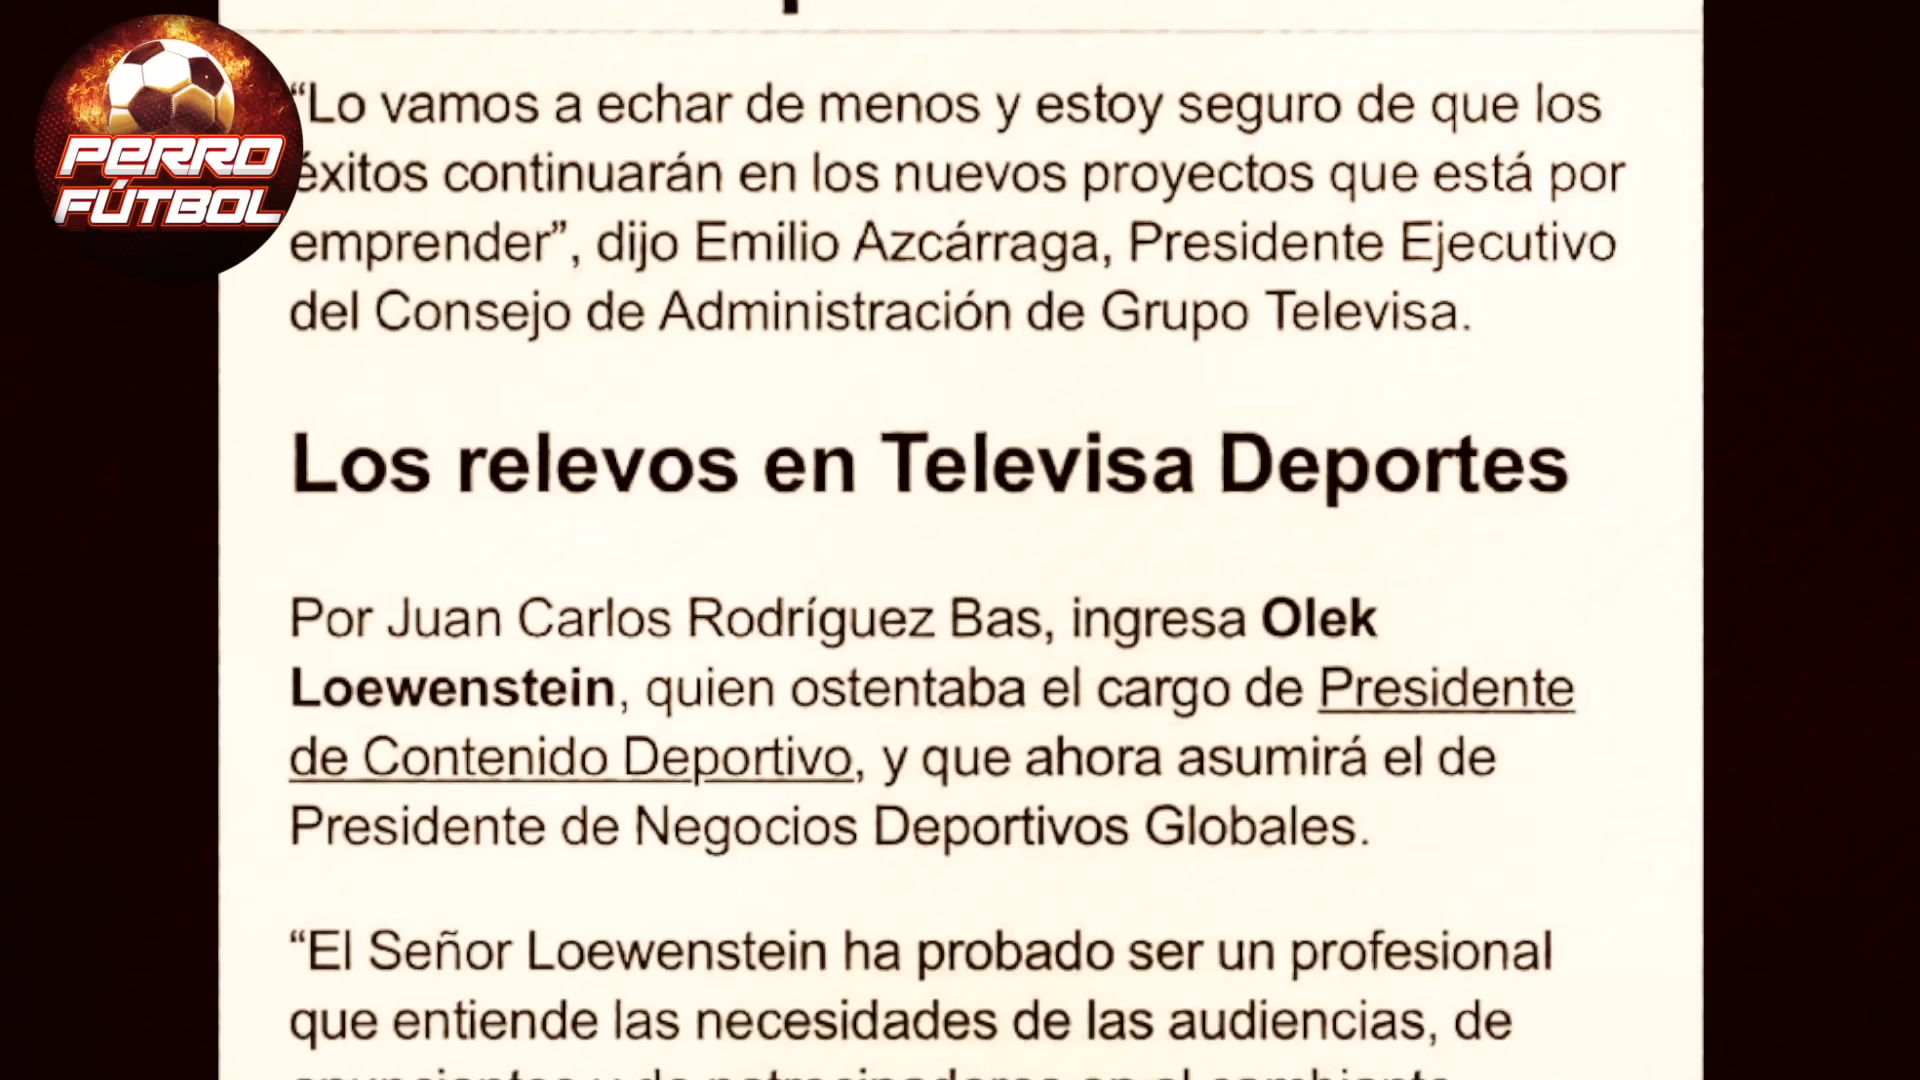 PERRO
FÚTBOL
“Lo vamos a echar de menos y estoy seguro de que los
éxitos continuarán en los nuevos proyectos que está por
emprender”, dijo Emilio Azcárraga, Presidente Ejecutivo
del Consejo de Administración de Grupo Televisa.
Los relevos en Televisa Deportes
Por Juan Carlos Rodríguez Bas, ingresa Olek
Loewenstein, quien ostentaba el cargo de Presidente
de Contenido Deportivo, y que ahora asumirá el de
Presidente de Negocios Deportivos Globales.
“El Señor Loewenstein ha probado ser un profesional
que entiende las necesidades de las audiencias, de